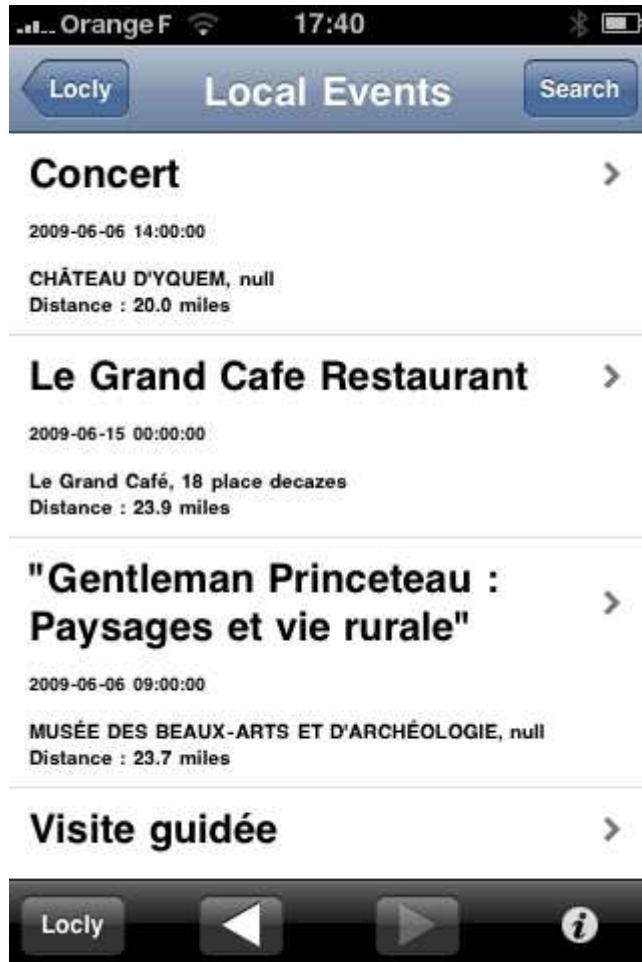 Orange F 17:40
Locly Local Events Search
Concert
2009-06-06 14:00:00
CHÂTEAU D'YQUEM, null
Distance : 20.0 miles
Le Grand Cafe Restaurant
2009-06-15 00:00:00
Le Grand Café, 18 place decazes
Distance : 23.9 miles
"Gentleman Princeteau :
Paysages et vie rurale"
2009-06-06 09:00:00
MUSÉE DES BEAUX-ARTS ET D'ARCHÉOLOGIE, null
Distance : 23.7 miles
Visite guidée
Locly